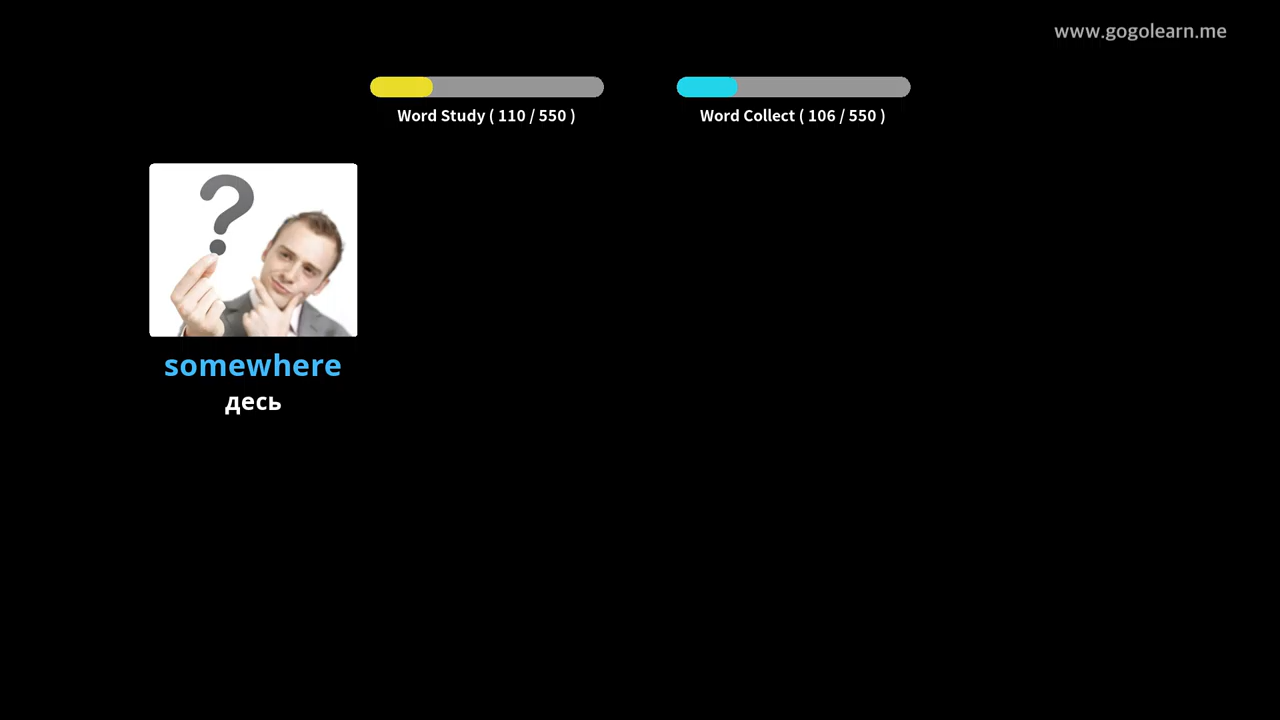 www.gogolearn.me
Word Study ( 110 / 550 )
Word Collect ( 106 / 550 )
?
somewhere
десь